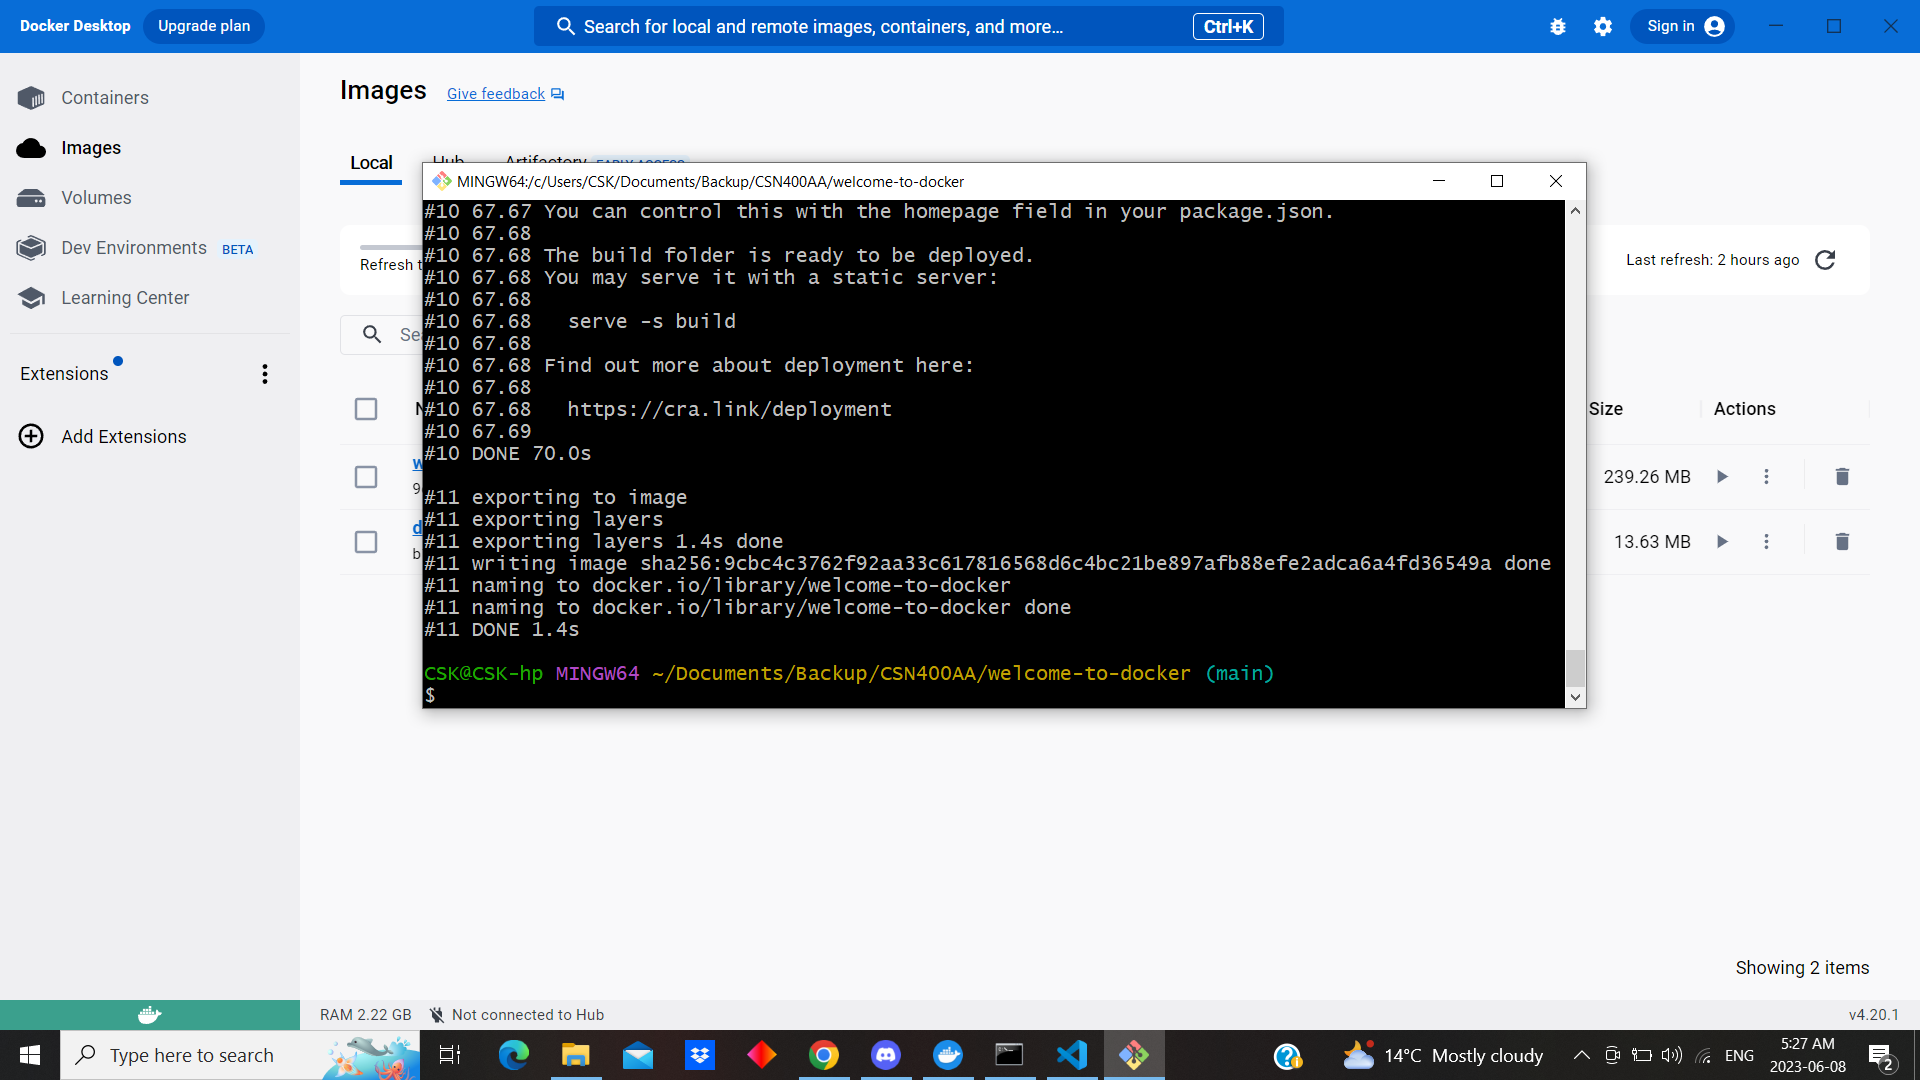 Docker Desktop
Upgrade plan
Search for local and remote images, containers, and more...
Ctrl+K
Sign in
Containers
Images
Volumes
Dev Environments BETA
Learning Center
Extensions
Add Extensions
Images
Give feedback
Local
Hub
Artifactory EARLY ACCESS
Refresh t
Last refresh: 2 hours ago
Se
Size
Actions
w
9
239.26 MB
d
b
13.63 MB
MINGW64:/c/Users/CSK/Documents/Backup/CSN400AA/welcome-to-docker
#10 67.67 You can control this with the homepage field in your package.json.
#10 67.68
#10 67.68 The build folder is ready to be deployed.
#10 67.68 You may serve it with a static server:
#10 67.68
#10 67.68   serve -s build
#10 67.68
#10 67.68 Find out more about deployment here:
#10 67.68
#10 67.68   https://cra.link/deployment
#10 67.69
#10 DONE 70.0s
#11 exporting to image
#11 exporting layers
#11 exporting layers 1.4s done
#11 writing image sha256:9cbc4c3762f92aa33c617816568d6c4bc21be897afb88efe2adca6a4fd36549a done
#11 naming to docker.io/library/welcome-to-docker
#11 naming to docker.io/library/welcome-to-docker done
#11 DONE 1.4s
CSK@CSK-hp MINGW64 ~/Documents/Backup/CSN400AA/welcome-to-docker (main)
$
Showing 2 items
RAM 2.22 GB
Not connected to Hub
v4.20.1
Type here to search
14°C Mostly cloudy
ENG
5:27 AM
2023-06-08
2